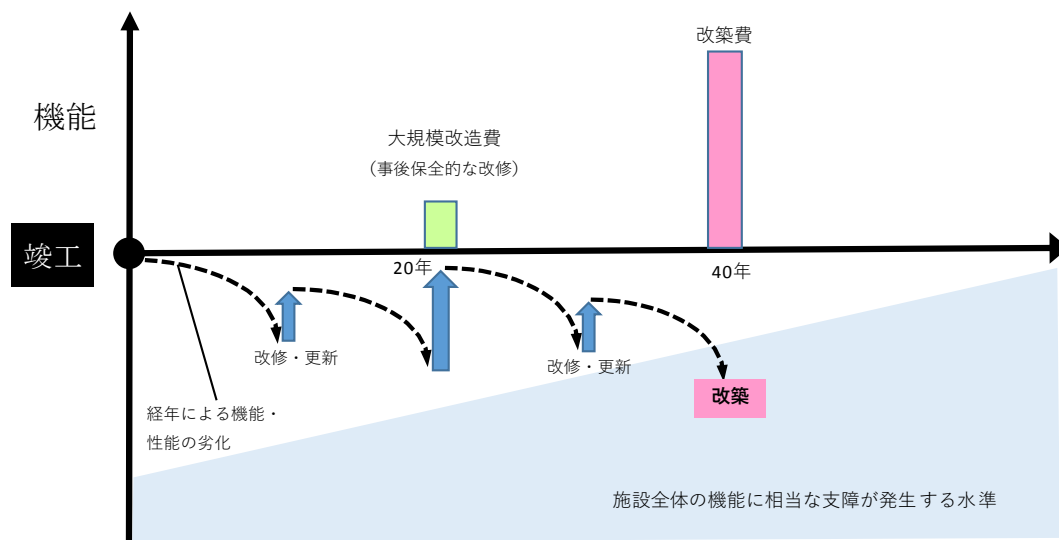 改築費
機能
大規模改造費
（事後保全的な改修）
竣工
20年
40年
改修・更新
改修・更新
改築
経年による機能・
性能の劣化
施設全体の機能に相当な支障が発生する水準